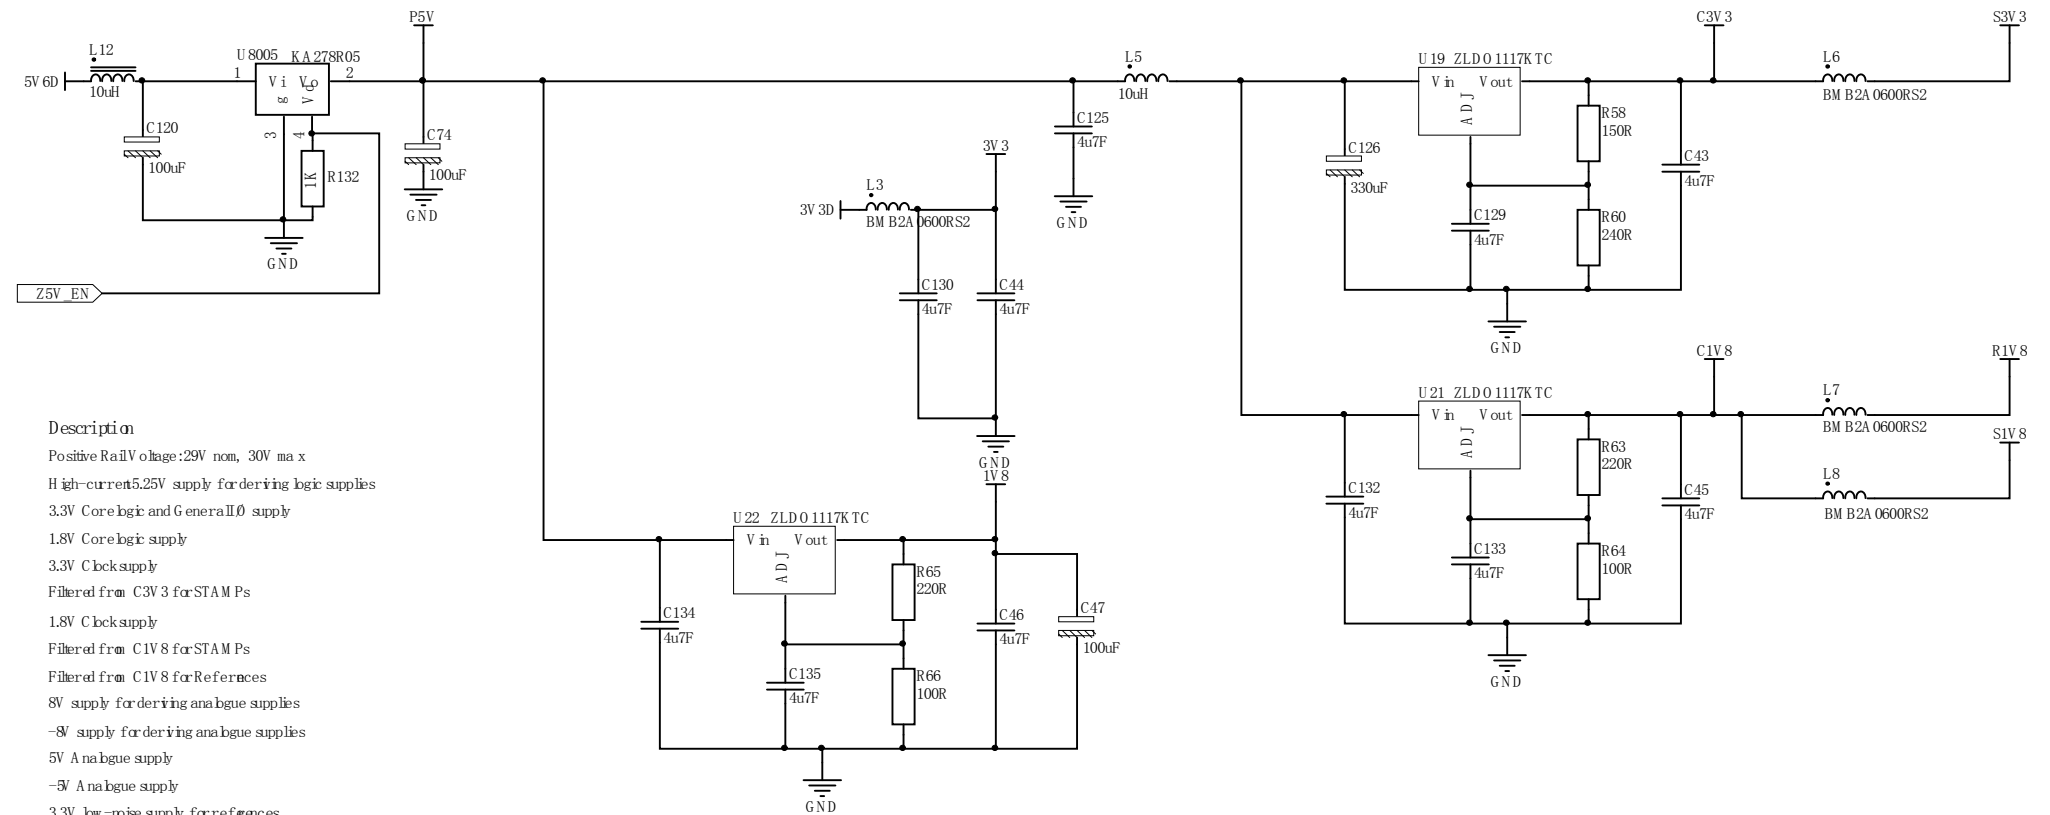 P5V
C3V3
S3V3
L12
U8005 KA278R05
L5
U19 ZLDO1117KTC
L6
5V6D
1
Vi Vo
2
Vin Vout
10uH
g
Vd
10uH
ADJ
BMB2A0600RS2
C120
3
4
C74
C125
4u7F
R58
150R
100uF
1K
R132
100uF
3V3
C126
330uF
C43
4u7F
GND
L3
3V3D
BMB2A0600RS2
GND
C129
4u7F
R60
240R
GND
Z5V_EN
C130
4u7F
C44
4u7F
GND
C1V8
R1V8
U21 ZLDO1117KTC
L7
Vin Vout
ADJ
BMB2A0600RS2
S1V8
Description
Positive Rail Voltage: 29V nom, 30V max
High-current 5.25V supply for deriving logic supplies
3.3V Core logic and General I/O supply
1.8V Core logic supply
3.3V Clock supply
Filtered from C3V3 for STAMPs
1.8V Clock supply
Filtered from C1V8 for STAMPs
Filtered from C1V8 for References
8V supply for deriving analogue supplies
-8V supply for deriving analogue supplies
5V Analogue supply
-5V Analogue supply
3.3V low-noise supply for references
GND
1V8
R63
220R
L8
BMB2A0600RS2
C132
4u7F
C45
4u7F
U22 ZLDO1117KTC
Vin Vout
ADJ
C133
4u7F
R64
100R
R65
220R
C134
4u7F
C46
4u7F
C47
100uF
GND
C135
4u7F
R66
100R
GND